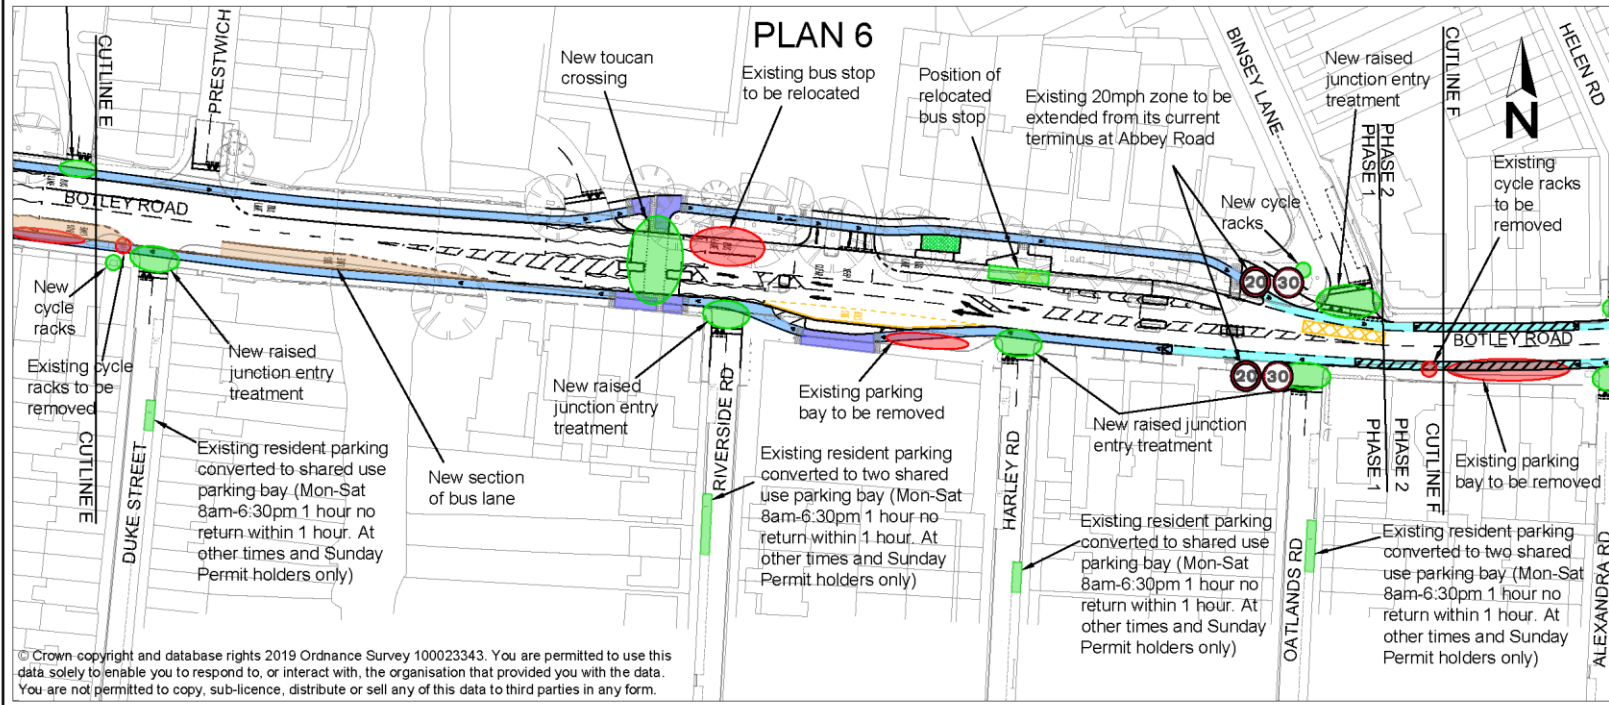 PLAN 6
CUTLINE E
PRESTWICH
New toucan
crossing
Existing bus stop
to be relocated
Position of
relocated
bus stop
Existing 20mph zone to be
extended from its current
terminus at Abbey Road
BINSEY LANE
New raised
junction entry
treatment
PHASE 2
PHASE 1
CUTLINE F
N
HELEN RD
Existing
cycle racks
to be
removed
New cycle
racks
BOTLEY ROAD
20
30
BOTLEY ROAD
20
30
New
cycle
racks
Existing cycle
racks to be
removed
New raised
junction entry
treatment
New raised
junction entry
treatment
Existing parking
bay to be removed
New raised junction
entry treatment
Existing parking
bay to be removed
CUTLINE E
DUKE STREET
Existing resident parking
converted to shared use
parking bay (Mon-Sat
8am-6:30pm 1 hour no
return within 1 hour. At
other times and Sunday
Permit holders only)
New section
of bus lane
RIVERSIDE RD
Existing resident parking
converted to two shared
use parking bay (Mon-Sat
8am-6:30pm 1 hour no
return within 1 hour. At
other times and Sunday
Permit holders only)
HARLEY RD
Existing resident parking
converted to shared use
parking bay (Mon-Sat
8am-6:30pm 1 hour no
return within 1 hour. At
other times and Sunday
Permit holders only)
OATLANDS RD
PHASE 2
PHASE 1
CUTLINE F
Existing resident parking
converted to two shared
use parking bay (Mon-Sat
8am-6:30pm 1 hour no
return within 1 hour. At
other times and Sunday
Permit holders only)
ALEXANDRA RD
© Crown copyright and database rights 2019 Ordnance Survey 100023343. You are permitted to use this
data solely to enable you to respond to, or interact with, the organisation that provided you with the data.
You are not permitted to copy, sub-licence, distribute or sell any of this data to third parties in any form.